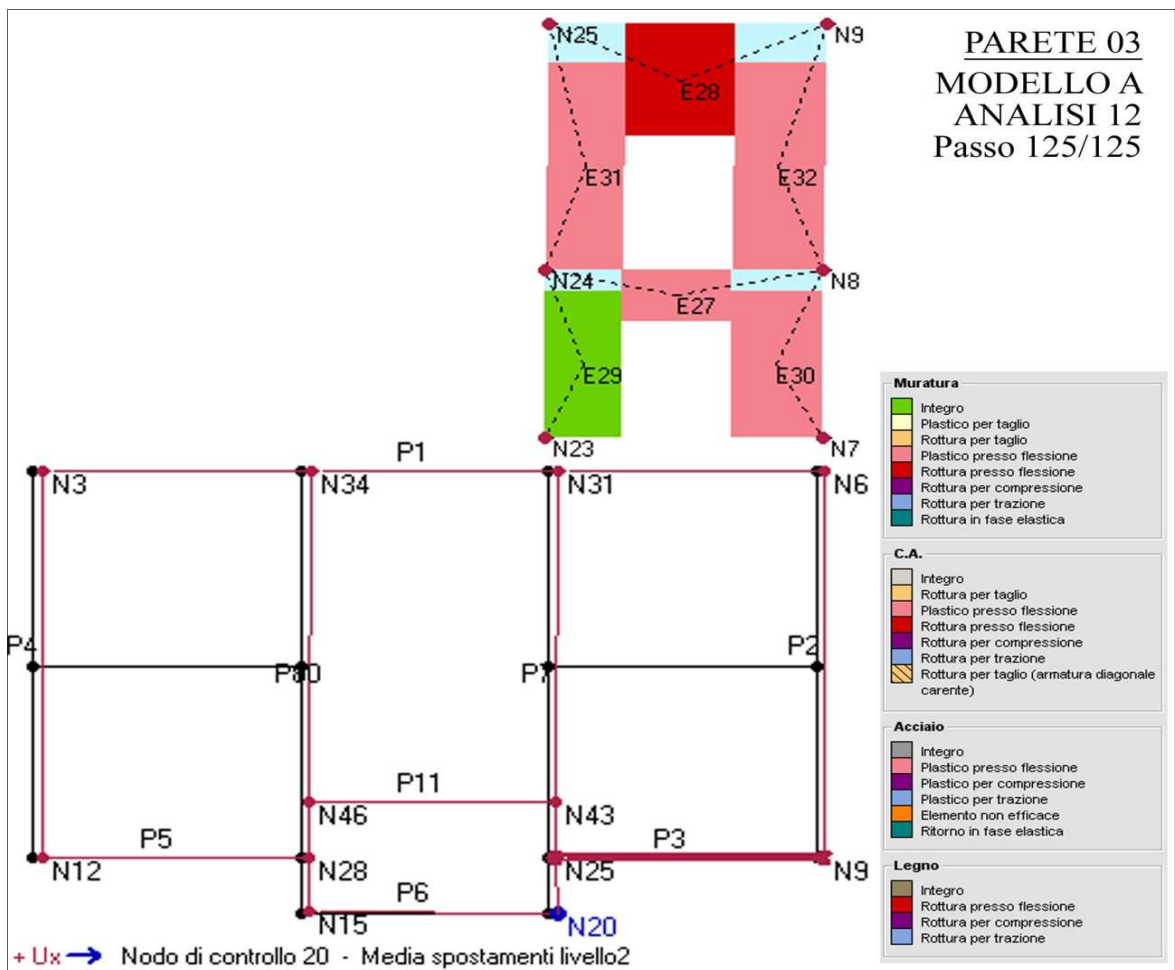 PARETE 03
MODELLO A
ANALISI 12
Passo 125/125
N25
N9
E28
E31
E32
N24
N8
E27
E29
E30
N23
N7
P1
N3
N34
N31
N6
P4
P7
P2
P11
N46
N43
P5
P3
N12
N28
N25
N9
P6
N15
N20
+ Ux Nodo di controllo 20 - Media spostamenti livello2
Muratura
Integro
Plastico per taglio
Rottura per taglio
Plastico presso flessione
Rottura presso flessione
Rottura per compressione
Rottura per trazione
Rottura in fase elastica
C.A.
Integro
Rottura per taglio
Plastico presso flessione
Rottura presso flessione
Rottura per compressione
Rottura per trazione
Rottura per taglio (armatura diagonale
carente)
Acciaio
Integro
Plastico presso flessione
Plastico per compressione
Plastico per trazione
Elemento non efficace
Ritorno in fase elastica
Legno
Integro
Rottura presso flessione
Rottura per compressione
Rottura per trazione